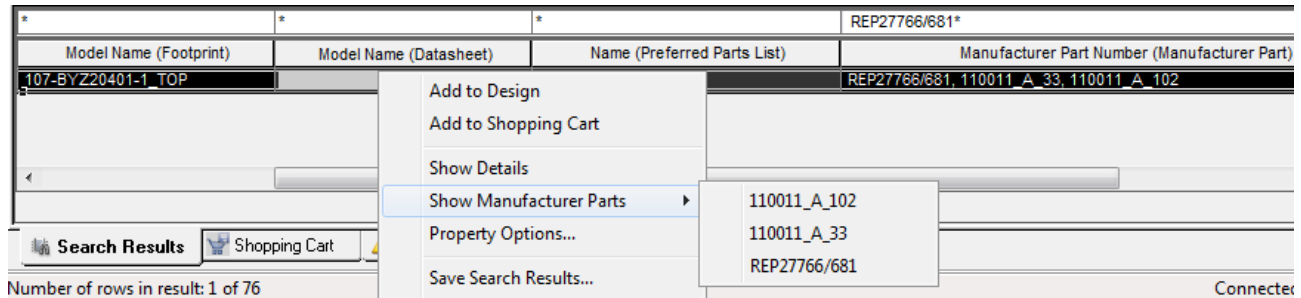 * * * REP27766/681*
Model Name (Footprint) Model Name (Datasheet) Name (Preferred Parts List) Manufacturer Part Number (Manufacturer Part)
107-BYZ20401-1_TOP REP27766/681, 110011_A_33, 110011_A_102
Add to Design
Add to Shopping Cart
Show Details
Show Manufacturer Parts
110011_A_102
110011_A_33
REP27766/681
Property Options...
Save Search Results...
Search Results Shopping Cart
Number of rows in result: 1 of 76 Connected